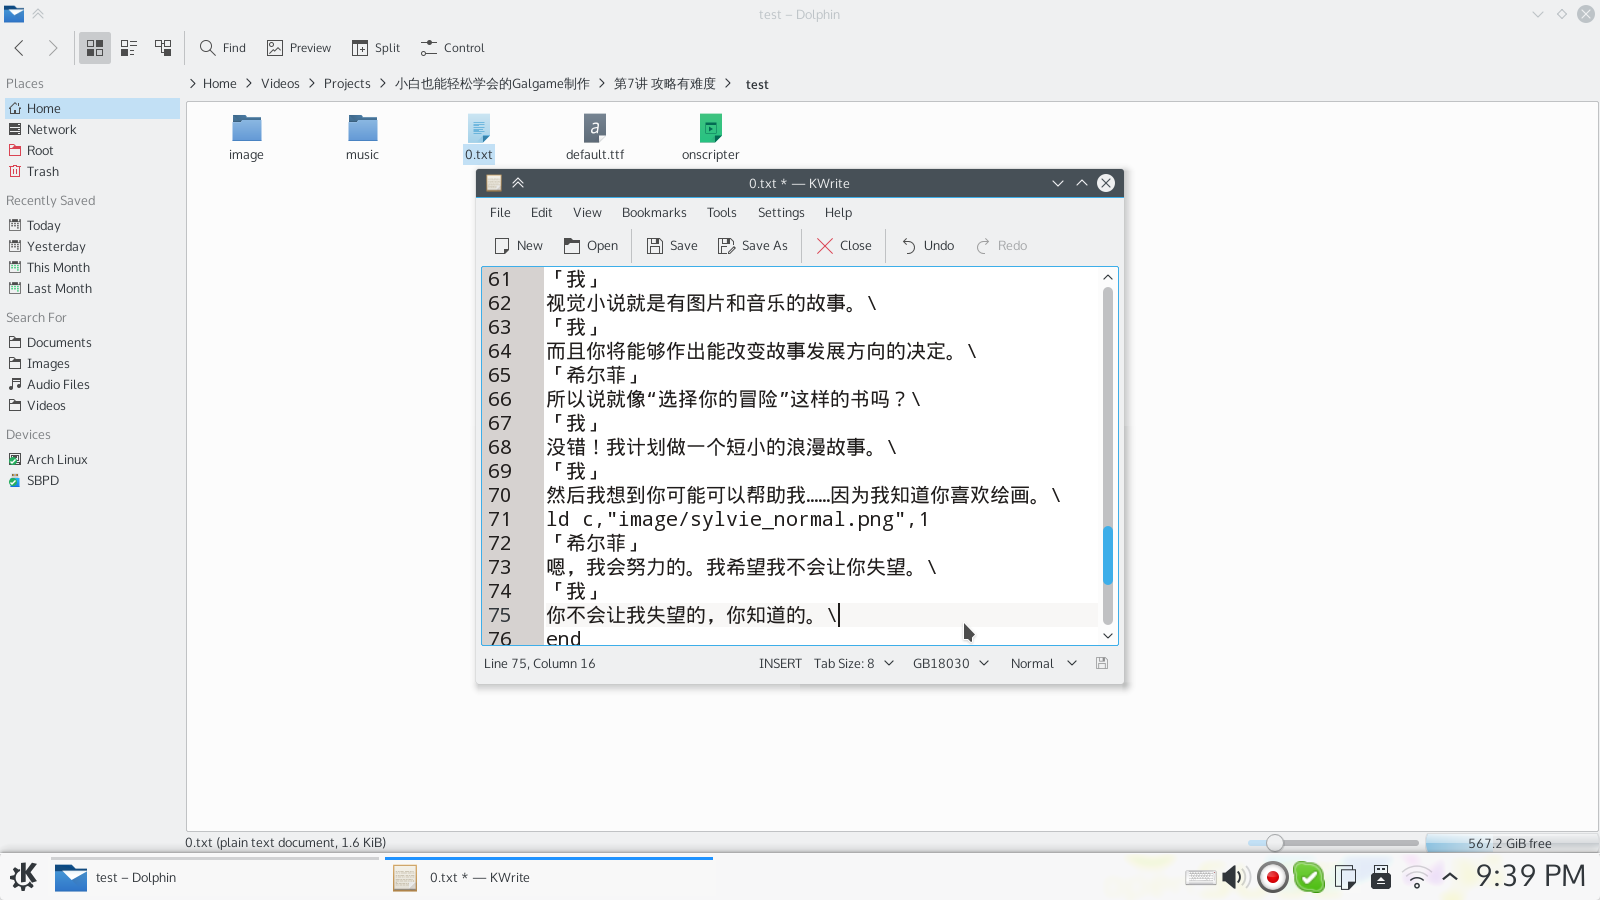 test – Dolphin
Find
Preview
Split
Control
Places
Home
Network
Root
Trash
Recently Saved
Today
Yesterday
This Month
Last Month
Search For
Documents
Images
Audio Files
Videos
Devices
Arch Linux
SBPD
Home
Videos
Projects
小白也能轻松学会的Galgame制作
第7讲 攻略有难度
test
image
music
0.txt
default.ttf
onscripter
0.txt * — KWrite
File
Edit
View
Bookmarks
Tools
Settings
Help
New
Open
Save
Save As
Close
Undo
Redo
61 「我」
62 视觉小说就是有图片和音乐的故事。\
63 「我」
64 而且你将能够作出能改变故事发展方向的决定。\
65 「希尔菲」
66 所以说就像“选择你的冒险”这样的书吗？\
67 「我」
68 没错！我计划做一个短小的浪漫故事。\
69 「我」
70 然后我想到你可能可以帮助我……因为我知道你喜欢绘画。\
71 ld c,"image/sylvie_normal.png",1
72 「希尔菲」
73 嗯，我会努力的。我希望我不会让你失望。\
74 「我」
75 你不会让我失望的，你知道的。\
76 end
Line 75, Column 16
INSERT
Tab Size: 8
GB18030
Normal
0.txt (plain text document, 1.6 KiB)
567.2 GiB free
test – Dolphin
0.txt * — KWrite
9:39 PM